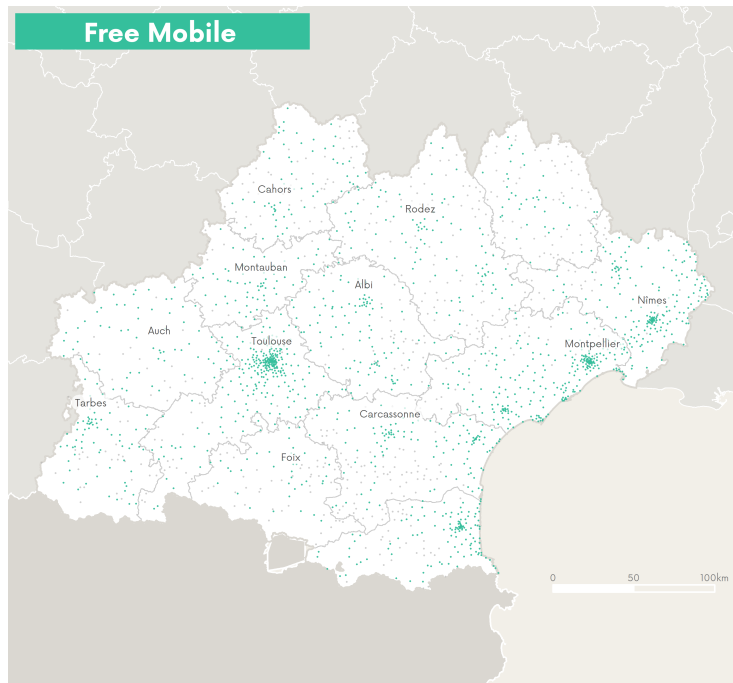 Free Mobile
Cahors
Rodez
Montauban
Albi
Nîmes
Auch
Toulouse
Montpellier
Tarbes
Carcassonne
Foix
0 50 100km